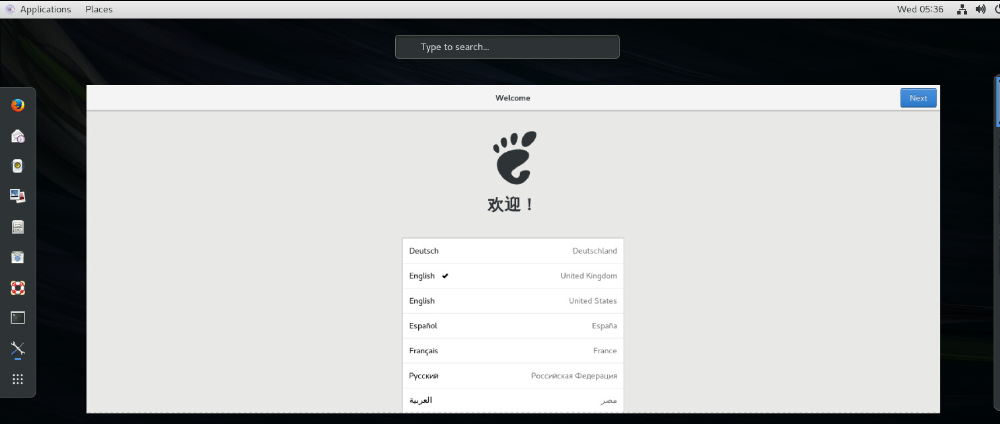 Applications Places Wed 05:36
Type to search...
Welcome Next
欢迎！
Deutsch Deutschland
English United Kingdom
English United States
Español España
Français France
Русский Российская Федерация
العربية مصر